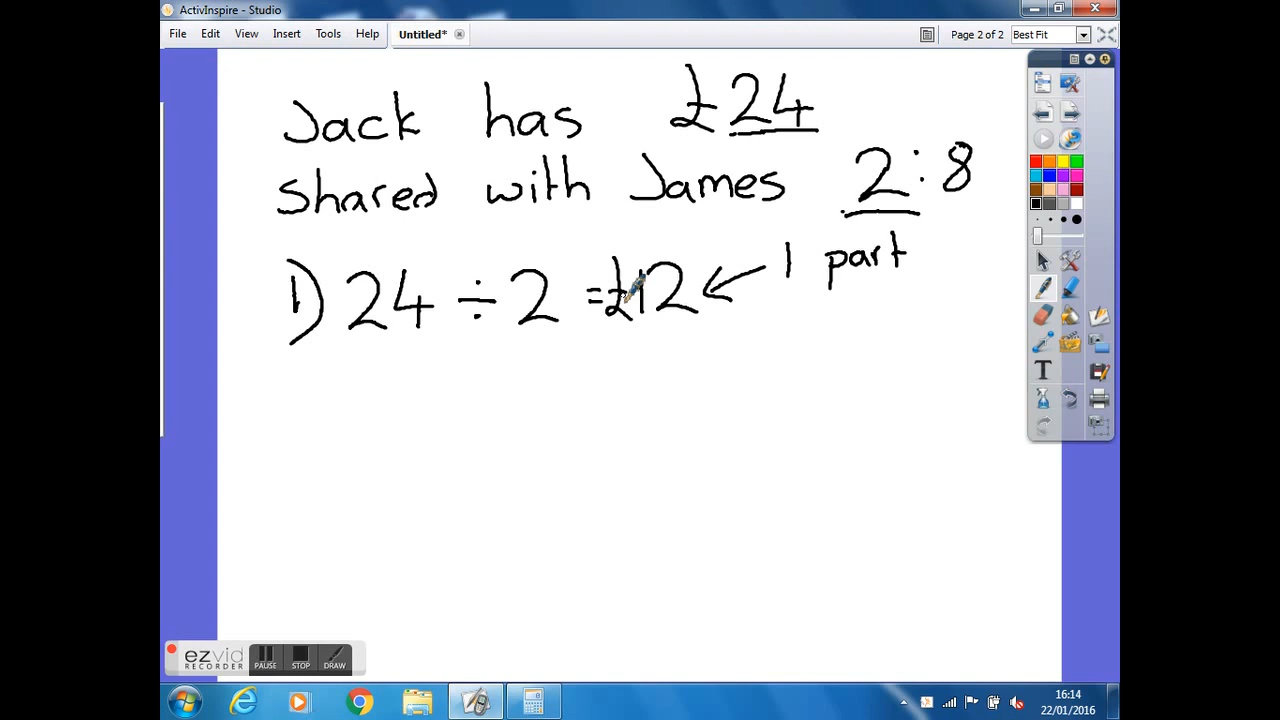 ActivInspire - Studio
File Edit View Insert Tools Help Untitled* Page 2 of 2 Best Fit
Jack has £24
shared with James 2 : 8
1) 24 ÷ 2 = £12 ← 1 part
T
ezvid
RECORDER
PAUSE STOP DRAW
16:14
22/01/2016